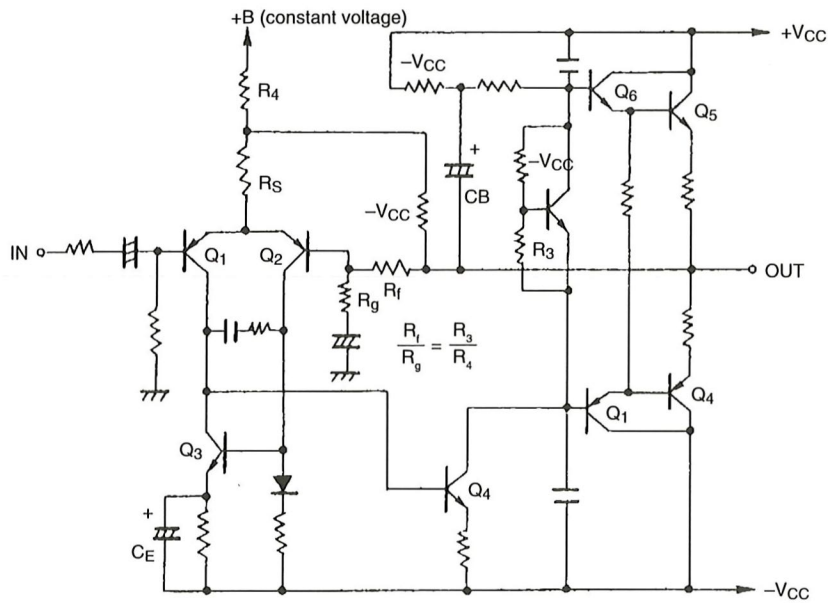 +B (constant voltage)
+VCC
−VCC
R4
Q6
Q5
+
CB
−VCC
RS
−VCC
R3
IN
Q1
Q2
Rf
OUT
Rg
Rf/Rg = R3/R4
Q1
Q4
Q3
Q4
+
CE
−VCC